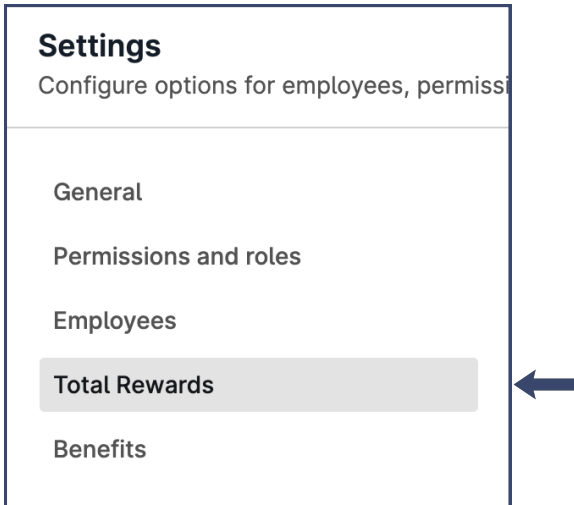 Settings
Configure options for employees, permissi
General
Permissions and roles
Employees
Total Rewards
Benefits